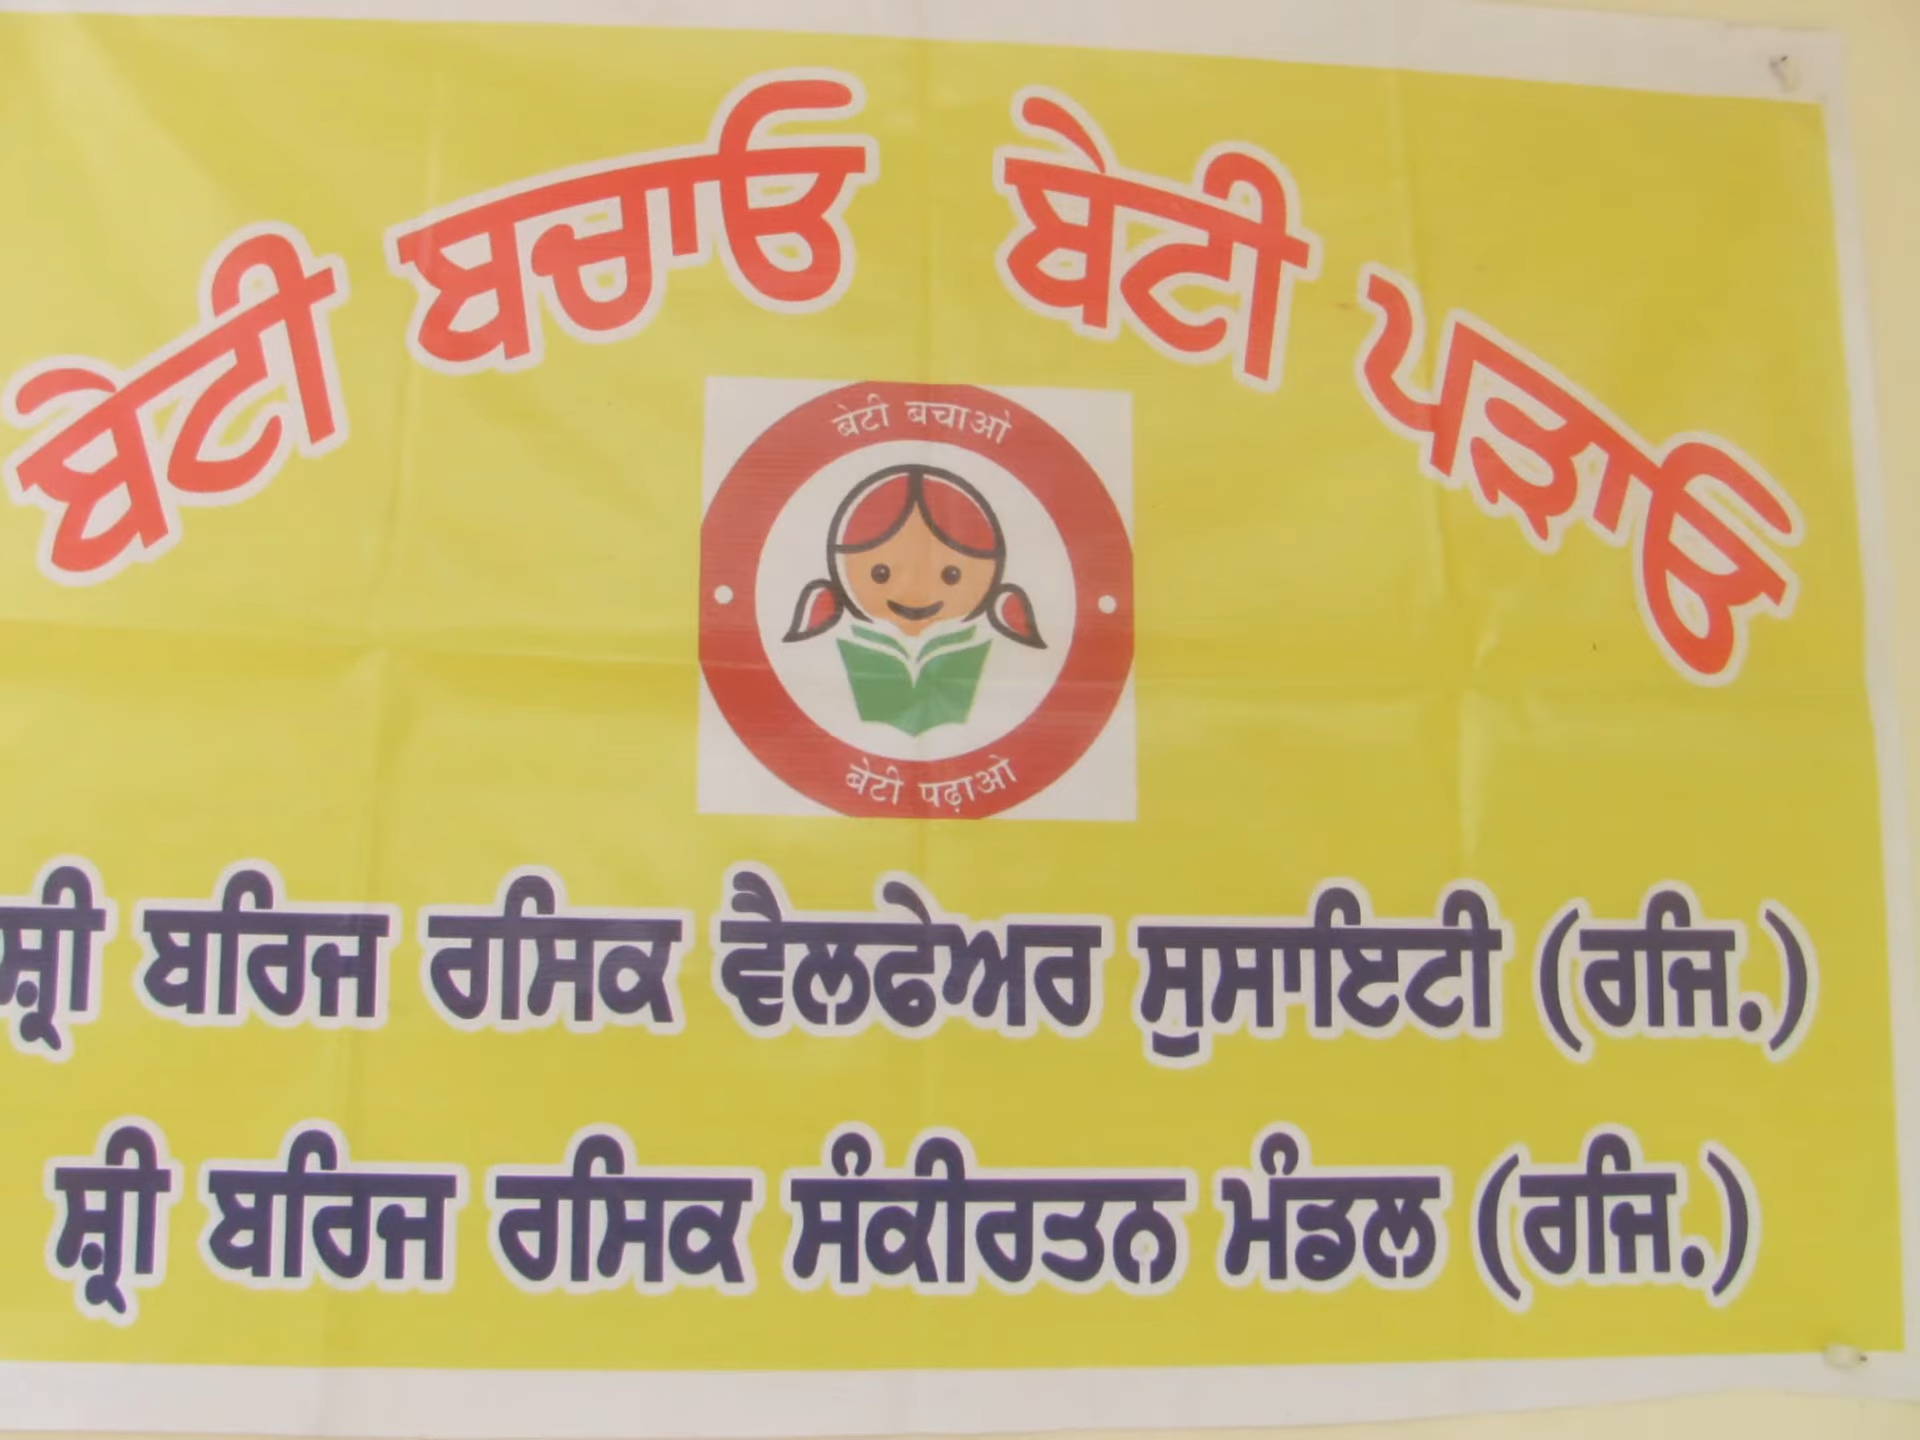 ਬੇਟੀ ਬਚਾਓ ਬੇਟੀ ਪੜਾਓ
बेटी बचाओ
बेटी पढ़ाओ
ਸ਼੍ਰੀ ਬਰਿਜ ਰਸਿਕ ਵੈਲਫੇਅਰ ਸੁਸਾਇਟੀ (ਰਜਿ.)
ਸ਼੍ਰੀ ਬਰਿਜ ਰਸਿਕ ਸੰਕੀਰਤਨ ਮੰਡਲ (ਰਜਿ.)